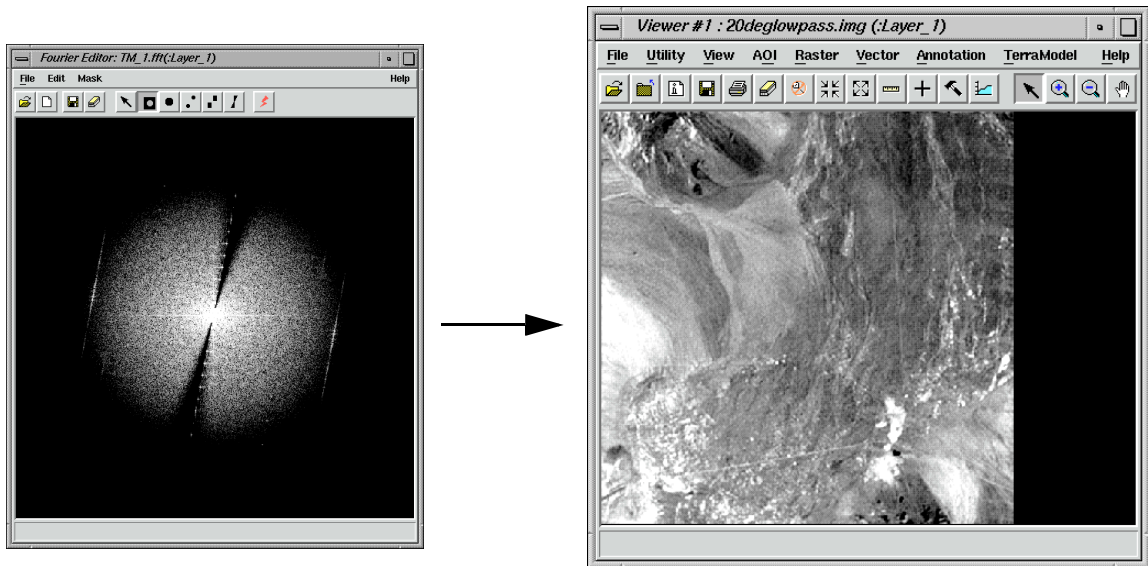 Fourier Editor: TM_1.fft(:Layer_1)
File Edit Mask Help
Viewer #1 : 20deglowpass.img (:Layer_1)
File Utility View AOI Raster Vector Annotation TerraModel Help